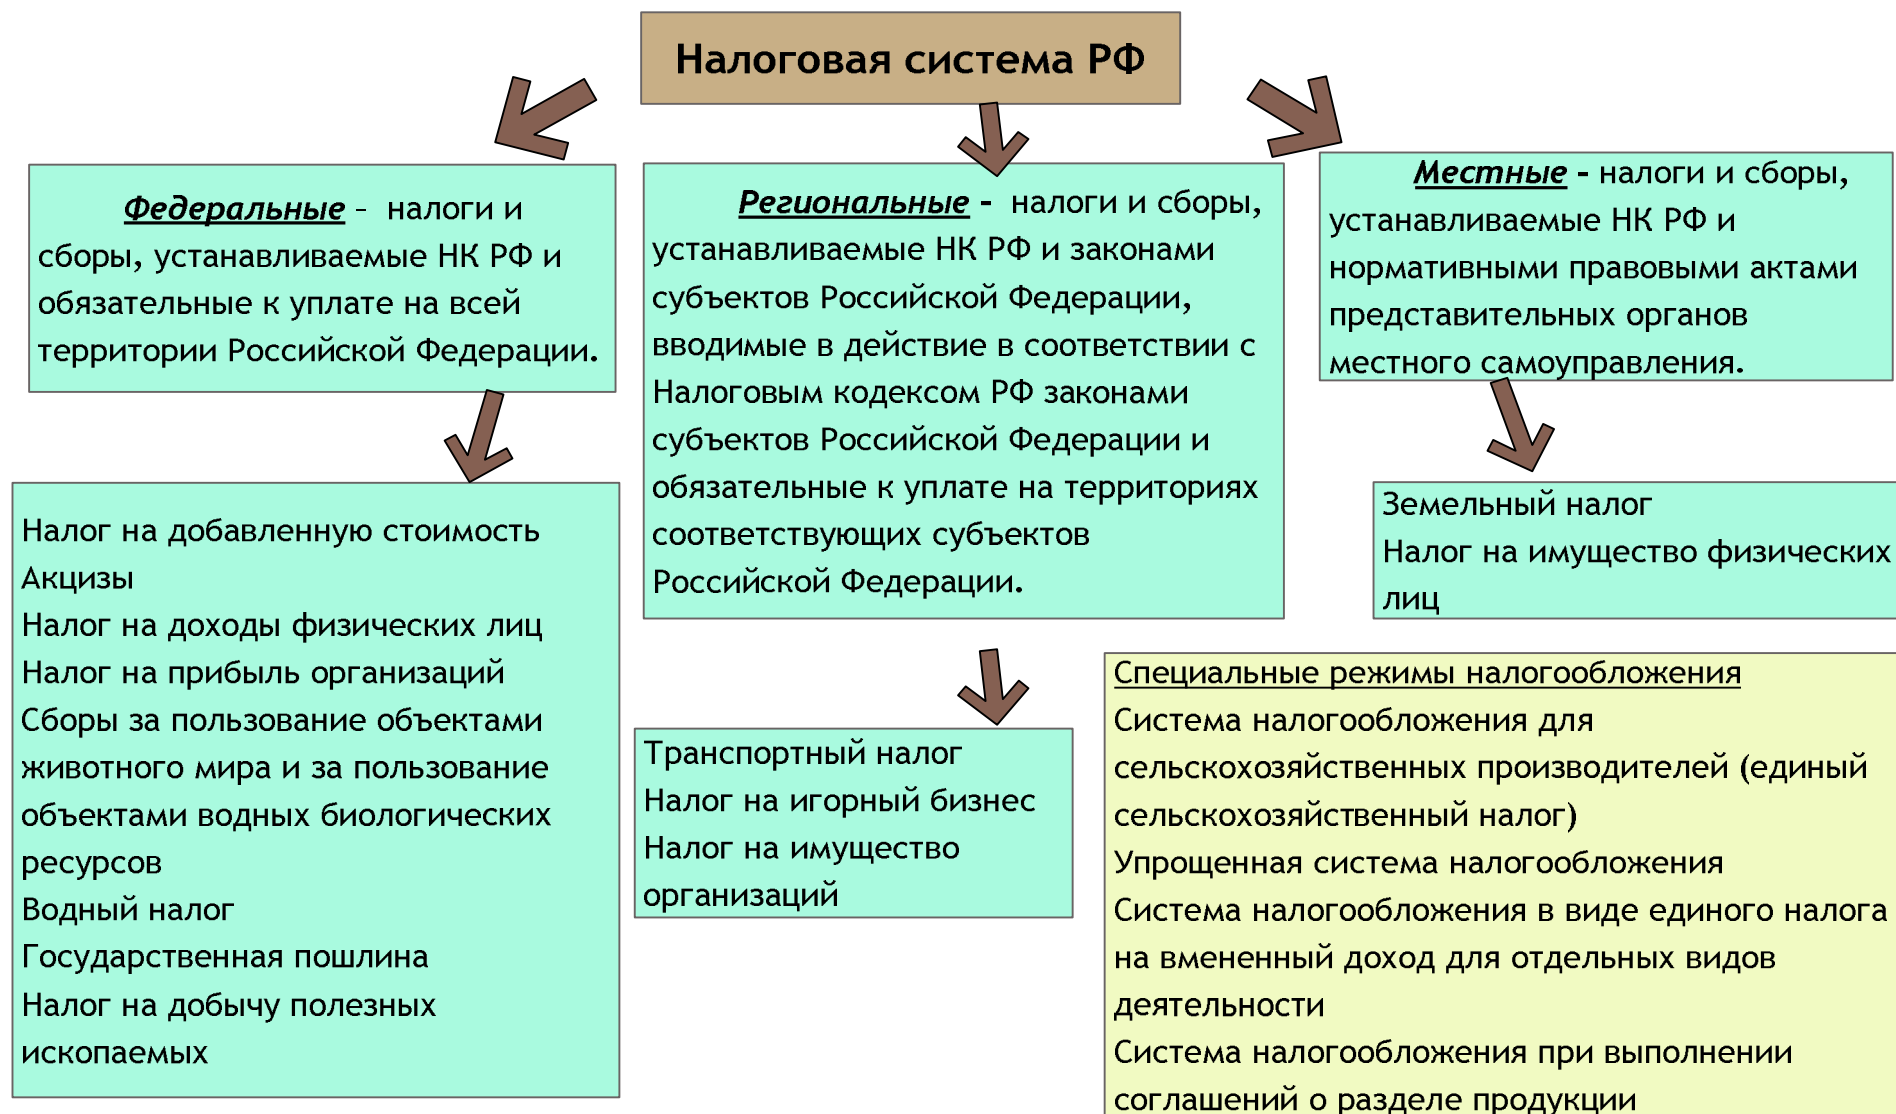 Налоговая система РФ
Федеральные – налоги и
сборы, устанавливаемые НК РФ и
обязательные к уплате на всей
территории Российской Федерации.
Региональные – налоги и сборы,
устанавливаемые НК РФ и законами
субъектов Российской Федерации,
вводимые в действие в соответствии с
Налоговым кодексом РФ законами
субъектов Российской Федерации и
обязательные к уплате на территориях
соответствующих субъектов
Российской Федерации.
Местные – налоги и сборы,
устанавливаемые НК РФ и
нормативными правовыми актами
представительных органов
местного самоуправления.
Налог на добавленную стоимость
Акцизы
Налог на доходы физических лиц
Налог на прибыль организаций
Сборы за пользование объектами
животного мира и за пользование
объектами водных биологических
ресурсов
Водный налог
Государственная пошлина
Налог на добычу полезных
ископаемых
Транспортный налог
Налог на игорный бизнес
Налог на имущество
организаций
Земельный налог
Налог на имущество физических
лиц
Специальные режимы налогообложения
Система налогообложения для
сельскохозяйственных производителей (единый
сельскохозяйственный налог)
Упрощенная система налогообложения
Система налогообложения в виде единого налога
на вмененный доход для отдельных видов
деятельности
Система налогообложения при выполнении
соглашений о разделе продукции